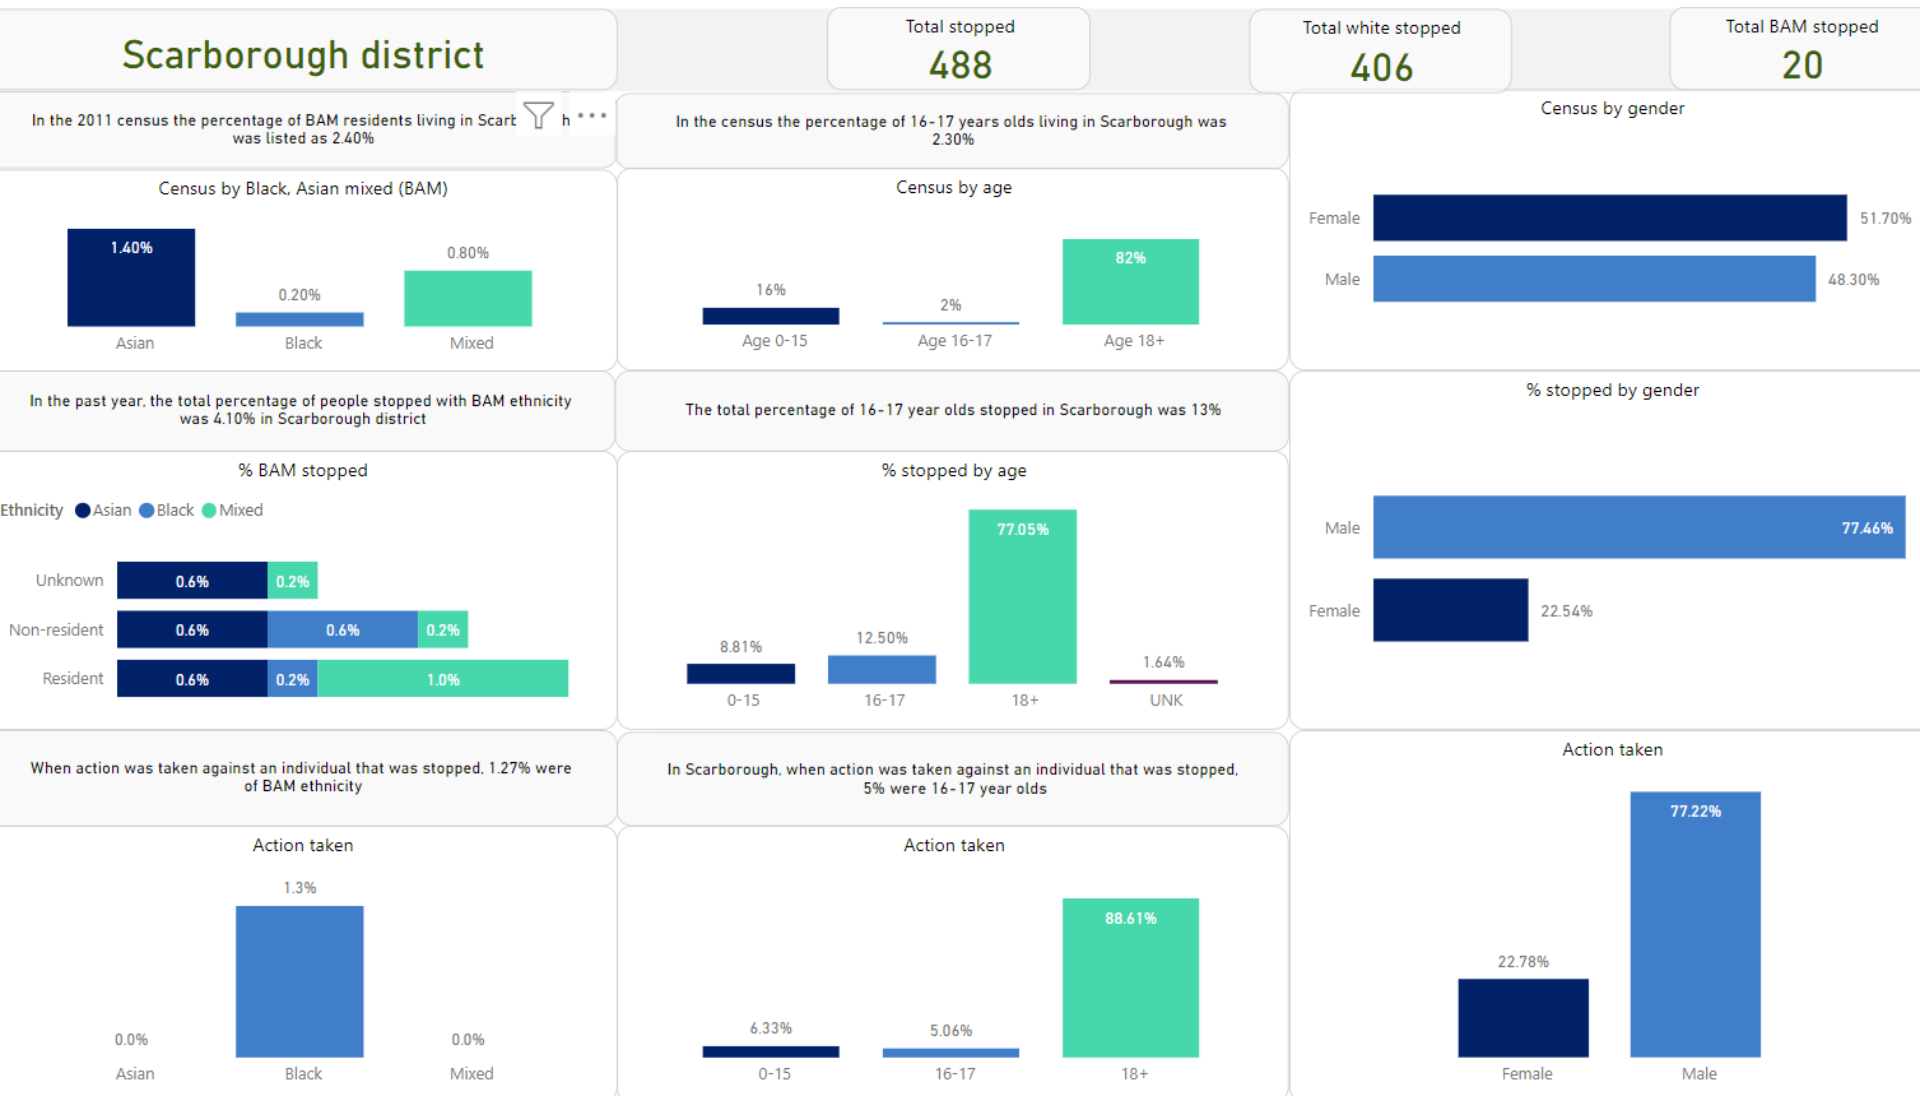 Scarborough district
Total stopped
488
Total white stopped
406
Total BAM stopped
20
In the 2011 census the percentage of BAM residents living in Scarb h
was listed as 2.40%
Census by Black, Asian mixed (BAM)
1.40%
0.20%
0.80%
Asian
Black
Mixed
In the census the percentage of 16-17 years olds living in Scarborough was
2.30%
Census by age
16%
2%
82%
Age 0-15
Age 16-17
Age 18+
Census by gender
Female
51.70%
Male
48.30%
In the past year, the total percentage of people stopped with BAM ethnicity
was 4.10% in Scarborough district
% BAM stopped
Ethnicity Asian Black Mixed
Unknown 0.6% 0.2%
Non-resident 0.6% 0.6% 0.2%
Resident 0.6% 0.2% 1.0%
The total percentage of 16-17 year olds stopped in Scarborough was 13%
% stopped by age
8.81%
12.50%
77.05%
1.64%
0-15
16-17
18+
UNK
% stopped by gender
Male
77.46%
Female
22.54%
When action was taken against an individual that was stopped, 1.27% were
of BAM ethnicity
Action taken
0.0%
1.3%
0.0%
Asian
Black
Mixed
In Scarborough, when action was taken against an individual that was stopped,
5% were 16-17 year olds
Action taken
6.33%
5.06%
88.61%
0-15
16-17
18+
Action taken
22.78%
77.22%
Female
Male